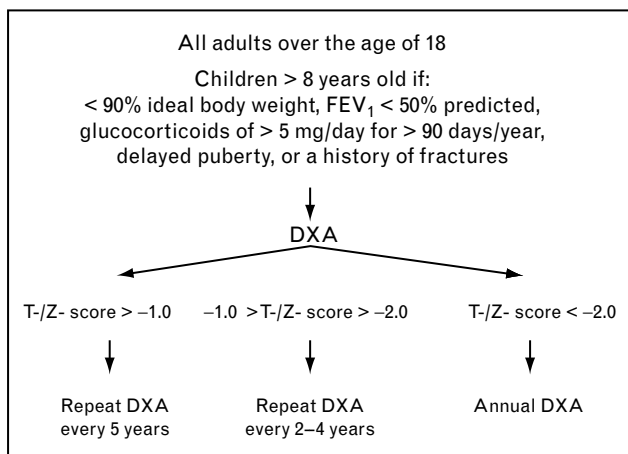 All adults over the age of 18
Children > 8 years old if:
< 90% ideal body weight, FEV₁ < 50% predicted,
glucocorticoids of > 5 mg/day for > 90 days/year,
delayed puberty, or a history of fractures
DXA
T-/Z- score > –1.0
–1.0 >T-/Z- score > –2.0
T-/Z- score < –2.0
Repeat DXA
every 5 years
Repeat DXA
every 2–4 years
Annual DXA